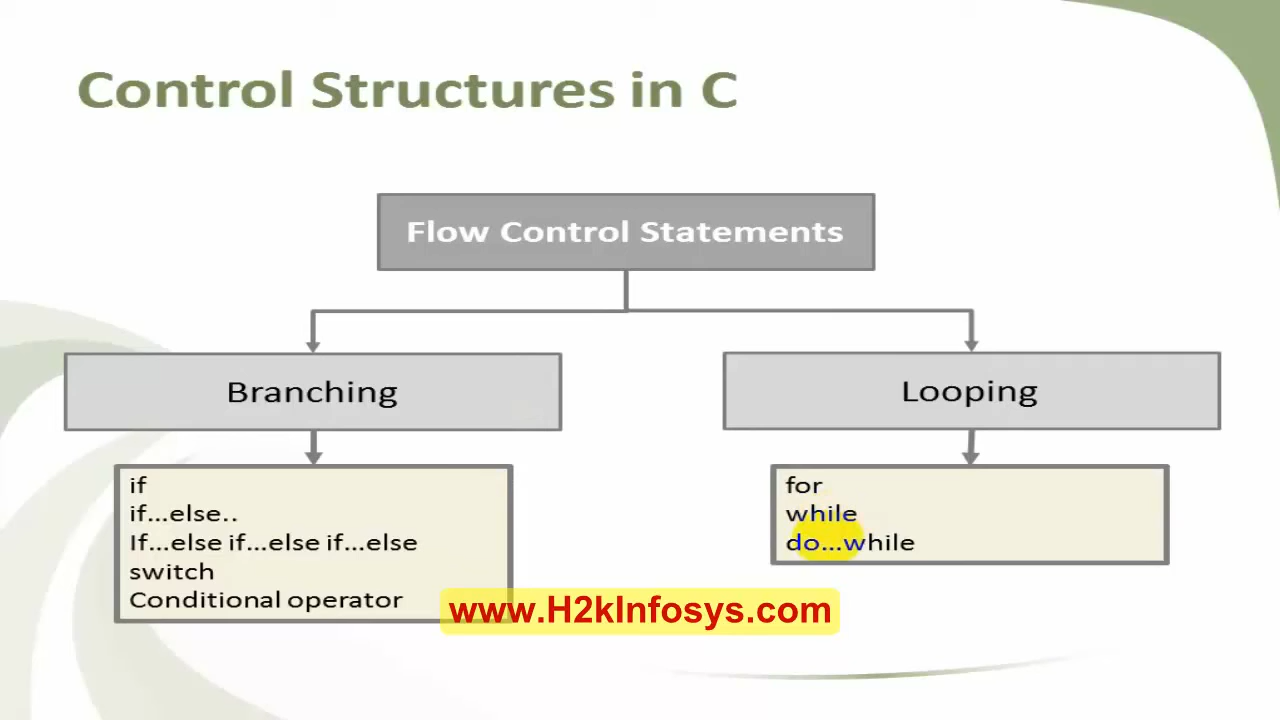 Control Structures in C
Flow Control Statements
Branching
Looping
if
if...else..
If...else if...else if...else
switch
Conditional operator
for
while
do...while
www.H2kInfosys.com